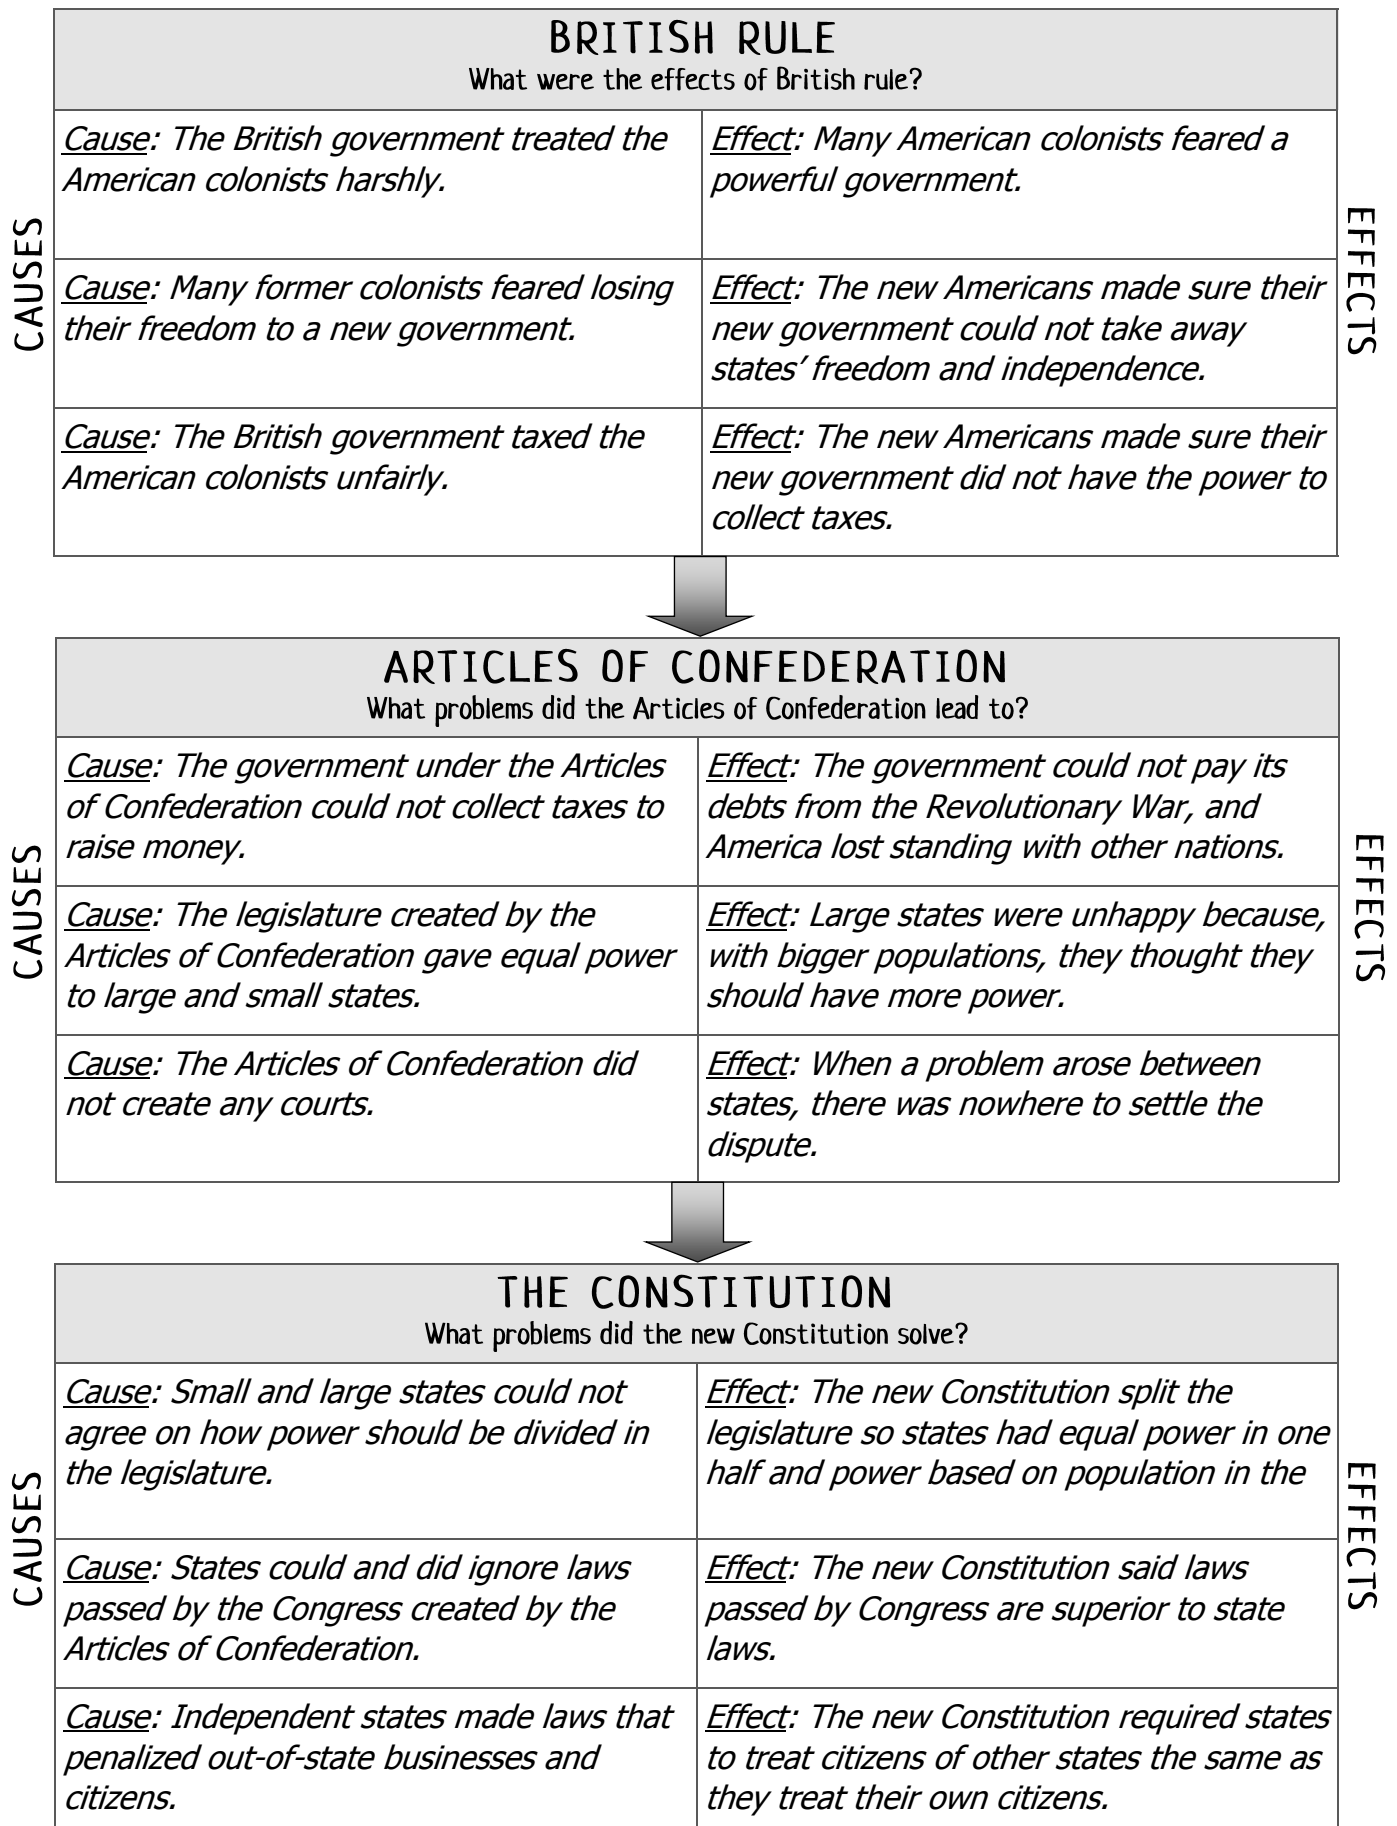 BRITISH RULE
What were the effects of British rule?
CAUSES
Cause: The British government treated the
American colonists harshly.
Effect: Many American colonists feared a
powerful government.
Cause: Many former colonists feared losing
their freedom to a new government.
Effect: The new Americans made sure their
new government could not take away
states’ freedom and independence.
Cause: The British government taxed the
American colonists unfairly.
Effect: The new Americans made sure their
new government did not have the power to
collect taxes.
EFFECTS
ARTICLES OF CONFEDERATION
What problems did the Articles of Confederation lead to?
CAUSES
Cause: The government under the Articles
of Confederation could not collect taxes to
raise money.
Effect: The government could not pay its
debts from the Revolutionary War, and
America lost standing with other nations.
Cause: The legislature created by the
Articles of Confederation gave equal power
to large and small states.
Effect: Large states were unhappy because,
with bigger populations, they thought they
should have more power.
Cause: The Articles of Confederation did
not create any courts.
Effect: When a problem arose between
states, there was nowhere to settle the
dispute.
EFFECTS
THE CONSTITUTION
What problems did the new Constitution solve?
CAUSES
Cause: Small and large states could not
agree on how power should be divided in
the legislature.
Effect: The new Constitution split the
legislature so states had equal power in one
half and power based on population in the
Cause: States could and did ignore laws
passed by the Congress created by the
Articles of Confederation.
Effect: The new Constitution said laws
passed by Congress are superior to state
laws.
Cause: Independent states made laws that
penalized out-of-state businesses and
citizens.
Effect: The new Constitution required states
to treat citizens of other states the same as
they treat their own citizens.
EFFECTS